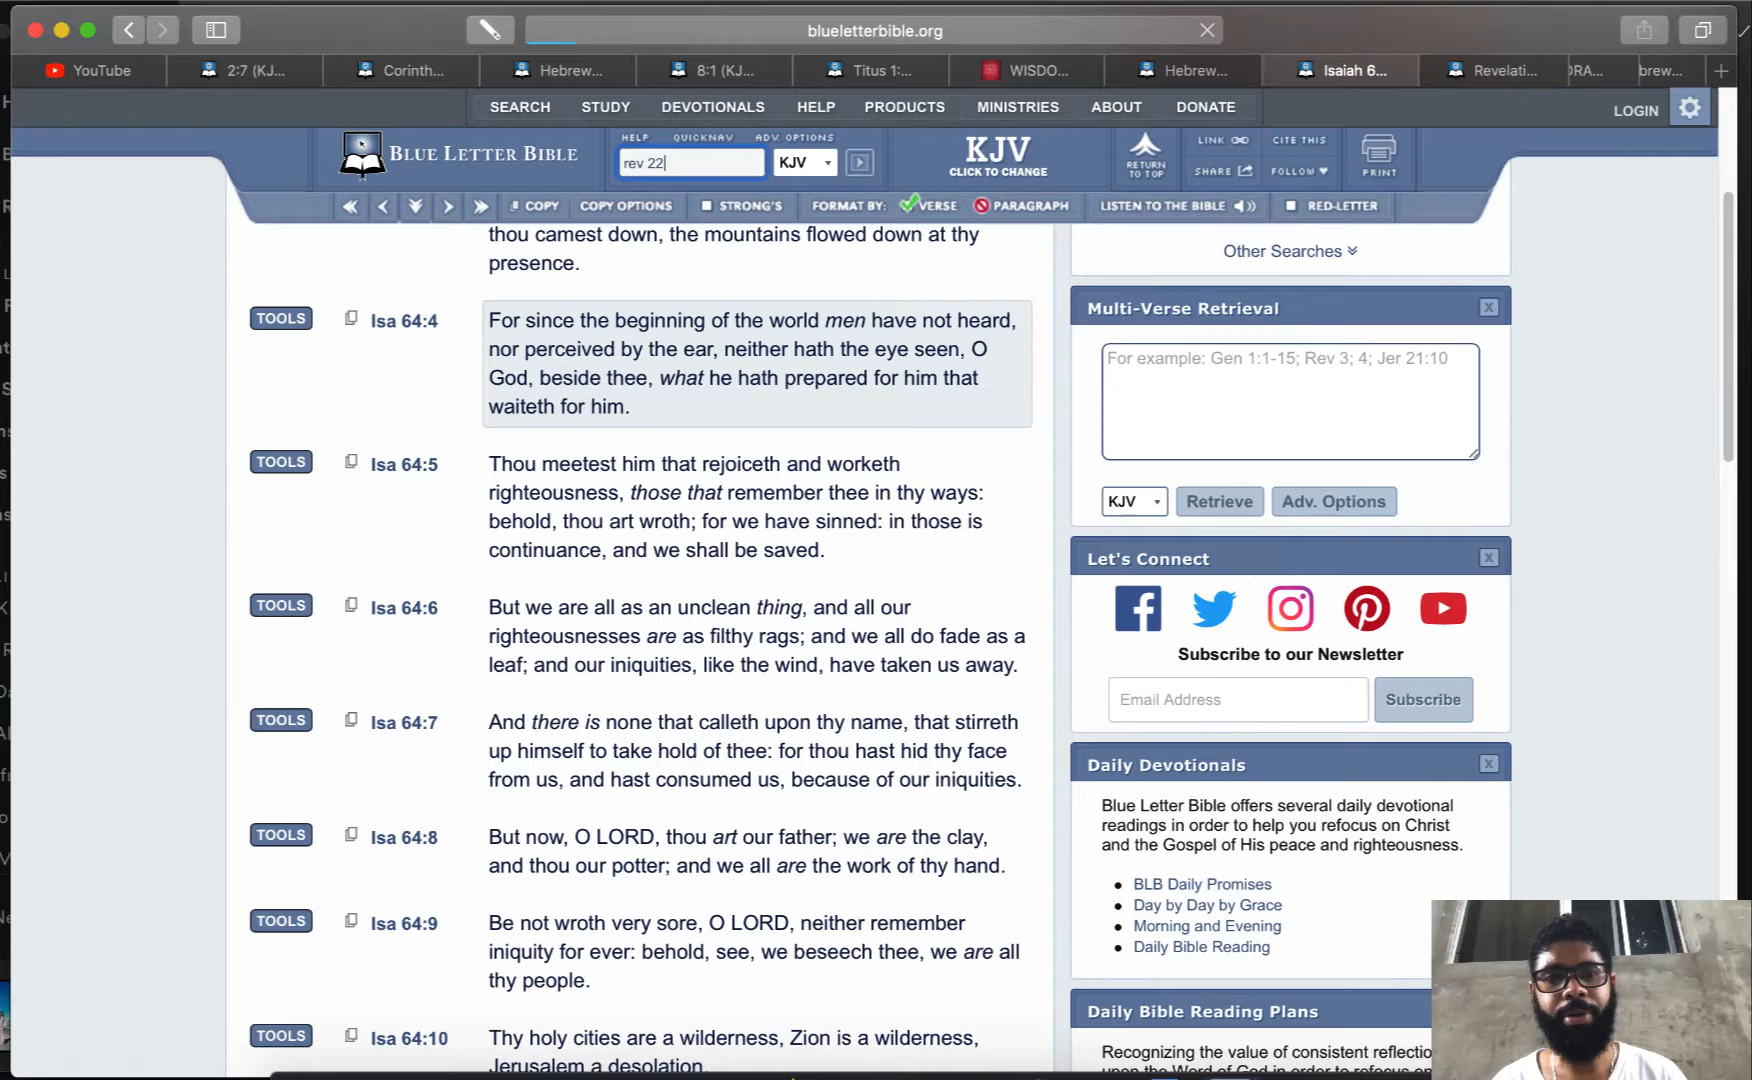 blueletterbible.org
YouTube
2:7 (KJ...
Corinth...
Hebrew...
8:1 (KJ...
Titus 1:...
WISDO...
Hebrew...
Isaiah 6...
Revelati...
brew...
SEARCH STUDY DEVOTIONALS HELP PRODUCTS MINISTRIES ABOUT DONATE
LOGIN
BLUE LETTER BIBLE
HELP QUICKNAV ADV. OPTIONS
rev 22
KJV
KJV
CLICK TO CHANGE
RETURN
TO TOP
LINK
CITE THIS
SHARE
FOLLOW
PRINT
COPY COPY OPTIONS STRONG'S FORMAT BY: VERSE PARAGRAPH LISTEN TO THE BIBLE RED-LETTER
thou camest down, the mountains flowed down at thy
presence.
TOOLS Isa 64:4 For since the beginning of the world men have not heard,
nor perceived by the ear, neither hath the eye seen, O
God, beside thee, what he hath prepared for him that
waiteth for him.
TOOLS Isa 64:5 Thou meetest him that rejoiceth and worketh
righteousness, those that remember thee in thy ways:
behold, thou art wroth; for we have sinned: in those is
continuance, and we shall be saved.
TOOLS Isa 64:6 But we are all as an unclean thing, and all our
righteousnesses are as filthy rags; and we all do fade as a
leaf; and our iniquities, like the wind, have taken us away.
TOOLS Isa 64:7 And there is none that calleth upon thy name, that stirreth
up himself to take hold of thee: for thou hast hid thy face
from us, and hast consumed us, because of our iniquities.
TOOLS Isa 64:8 But now, O LORD, thou art our father; we are the clay,
and thou our potter; and we all are the work of thy hand.
TOOLS Isa 64:9 Be not wroth very sore, O LORD, neither remember
iniquity for ever: behold, see, we beseech thee, we are all
thy people.
TOOLS Isa 64:10 Thy holy cities are a wilderness, Zion is a wilderness,
Jerusalem a desolation.
Other Searches
Multi-Verse Retrieval
For example: Gen 1:1-15; Rev 3; 4; Jer 21:10
KJV Retrieve Adv. Options
Let's Connect
Subscribe to our Newsletter
Email Address Subscribe
Daily Devotionals
Blue Letter Bible offers several daily devotional
readings in order to help you refocus on Christ
and the Gospel of His peace and righteousness.
BLB Daily Promises
Day by Day by Grace
Morning and Evening
Daily Bible Reading
Daily Bible Reading Plans
Recognizing the value of consistent reflectio
upon the Word of God in order to refocus on